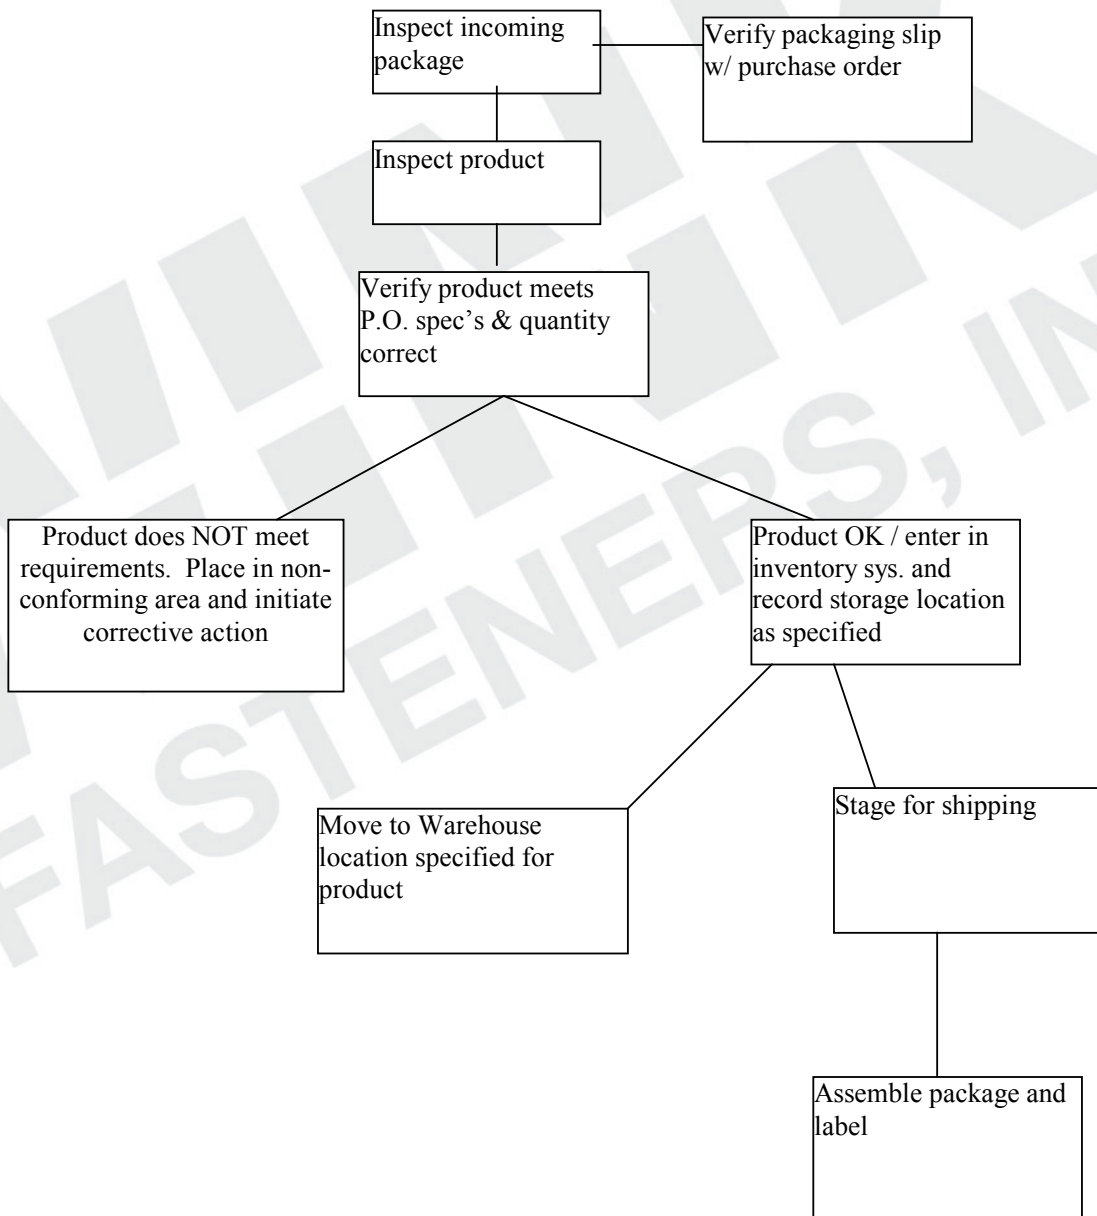 Inspect incoming
package
Verify packaging slip
w/ purchase order
Inspect product
Verify product meets
P.O. spec’s & quantity
correct
Product does NOT meet
requirements.  Place in non-
conforming area and initiate
corrective action
Product OK / enter in
inventory sys. and
record storage location
as specified
Move to Warehouse
location specified for
product
Stage for shipping
Assemble package and
label
FASTENERS, IN